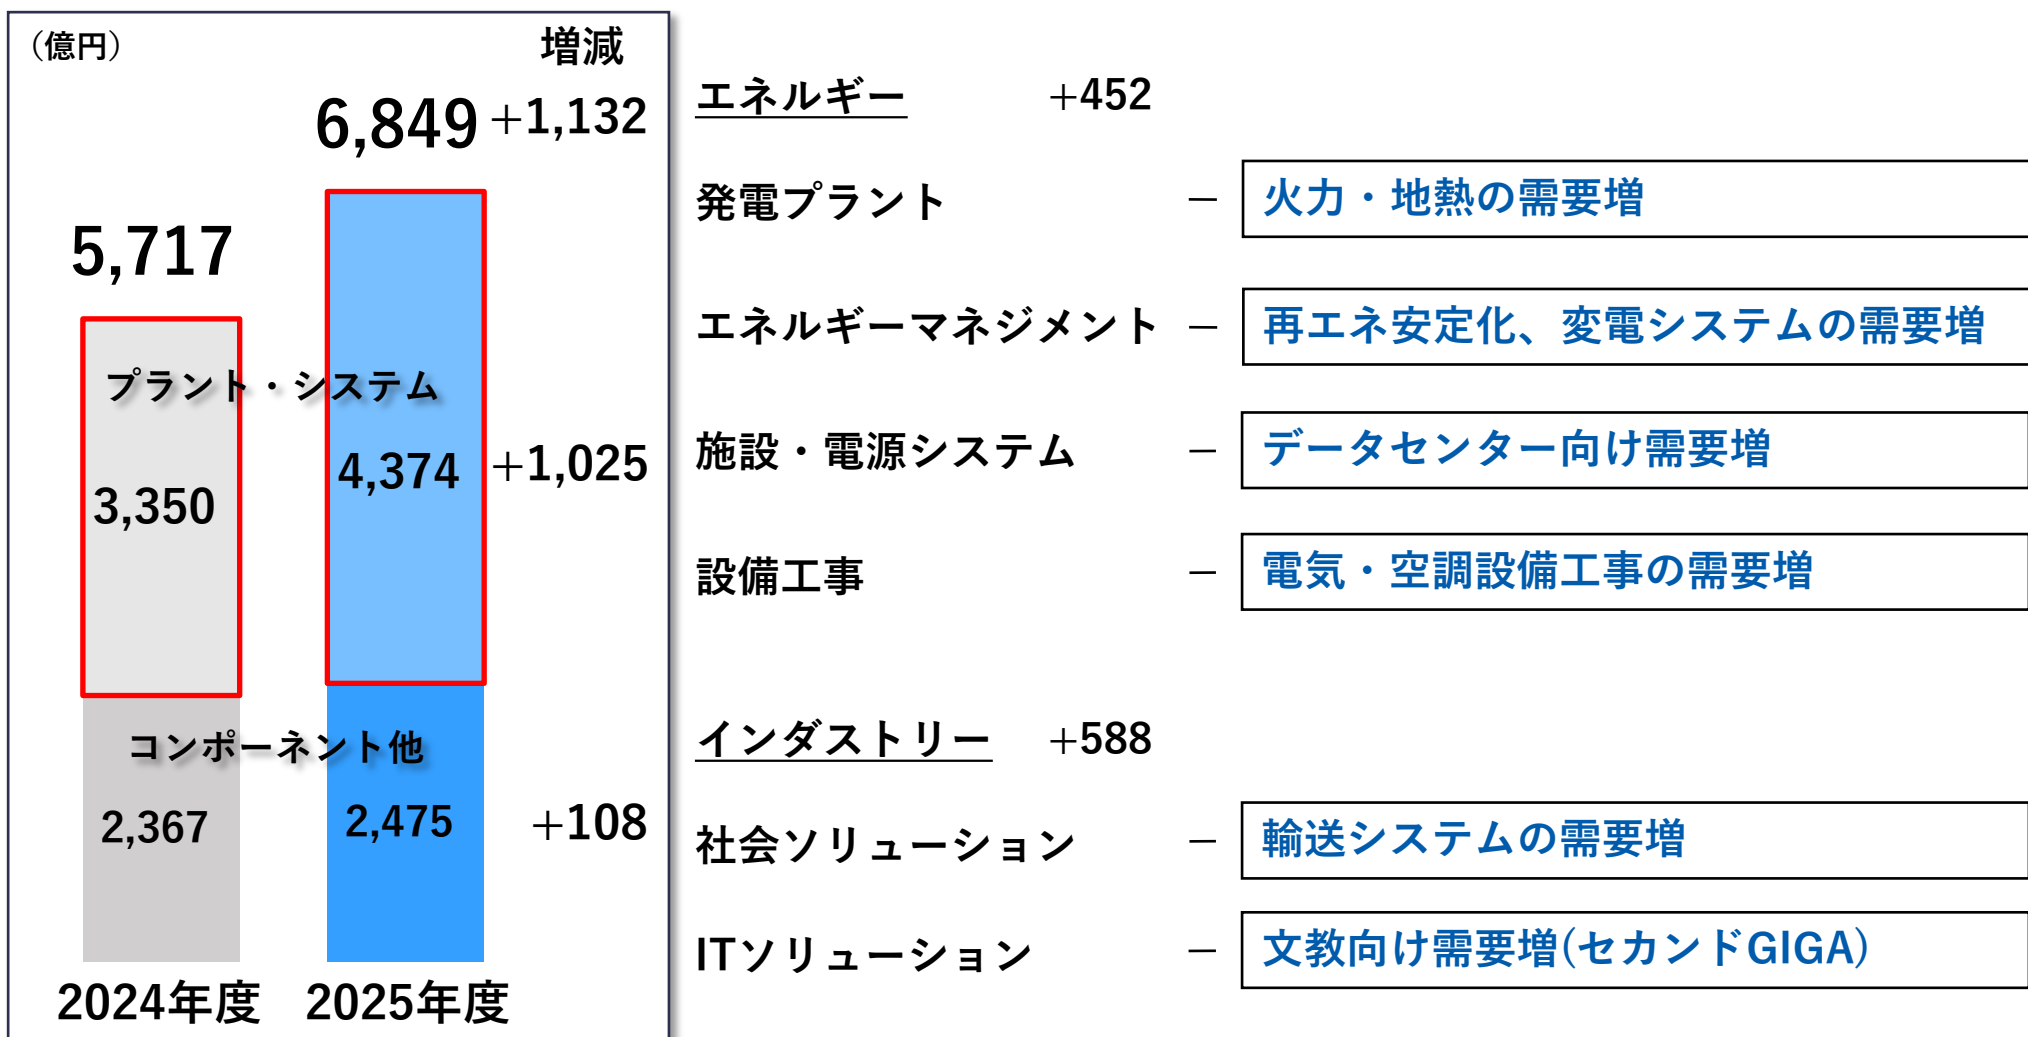 （億円）
増減
6,849
+1,132
5,717
プラント・システム
3,350
4,374
+1,025
コンポーネント他
2,367
2,475
+108
2024年度
2025年度
エネルギー +452
発電プラント － 火力・地熱の需要増
エネルギーマネジメント － 再エネ安定化、変電システムの需要増
施設・電源システム － データセンター向け需要増
設備工事 － 電気・空調設備工事の需要増
インダストリー +588
社会ソリューション － 輸送システムの需要増
ITソリューション － 文教向け需要増(セカンドGIGA)